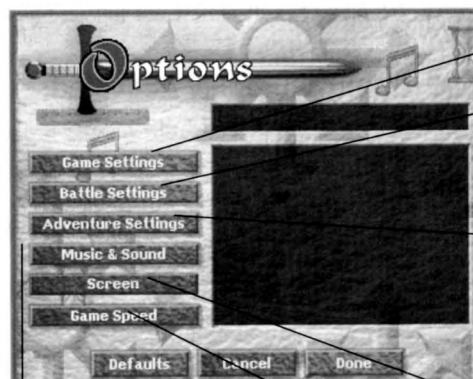 Options
Game Settings
Battle Settings
Adventure Settings
Music & Sound
Screen
Game Speed
Defaults Cancel Done